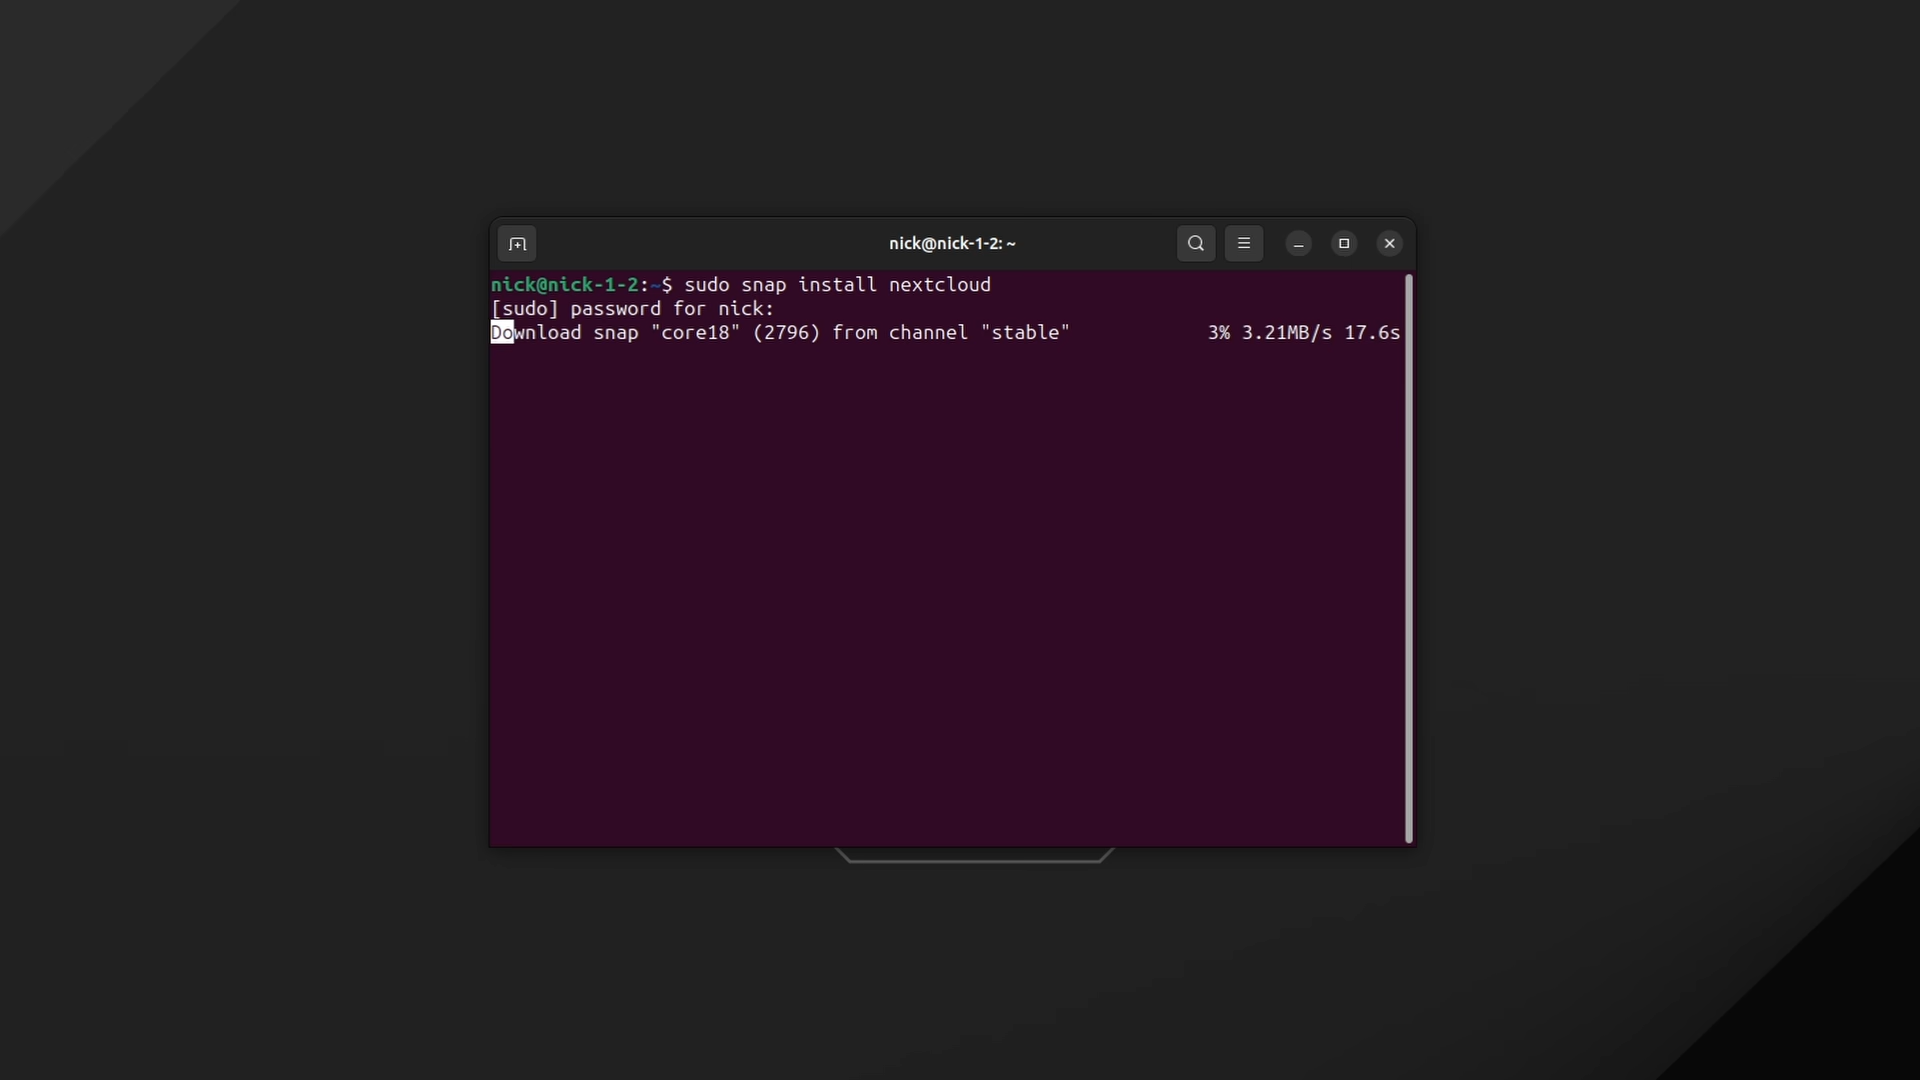 nick@nick-1-2: ~
nick@nick-1-2:~$ sudo snap install nextcloud
[sudo] password for nick:
Download snap "core18" (2796) from channel "stable" 3% 3.21MB/s 17.6s